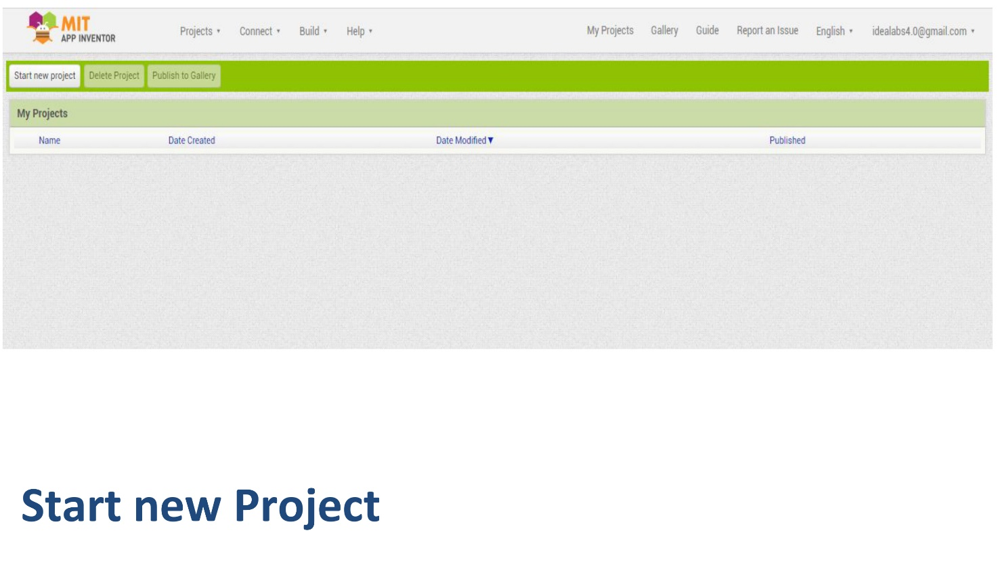 MIT
APP INVENTOR
Projects Connect Build Help My Projects Gallery Guide Report an Issue English idealabs4.0@gmail.com
Start new project Delete Project Publish to Gallery
My Projects
Name Date Created Date Modified▼ Published
Start new Project